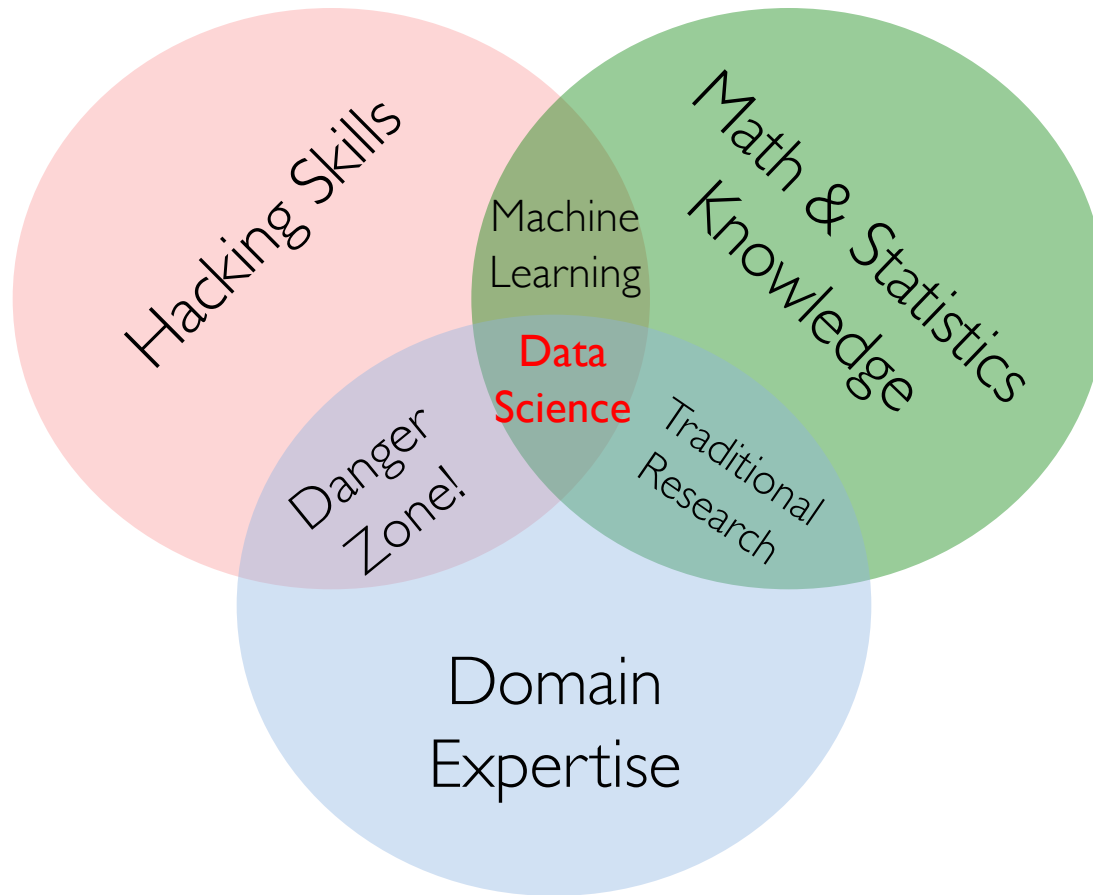 Hacking Skills
Math & Statistics
Knowledge
Machine
Learning
Data
Science
Danger
Zone!
Traditional
Research
Domain
Expertise